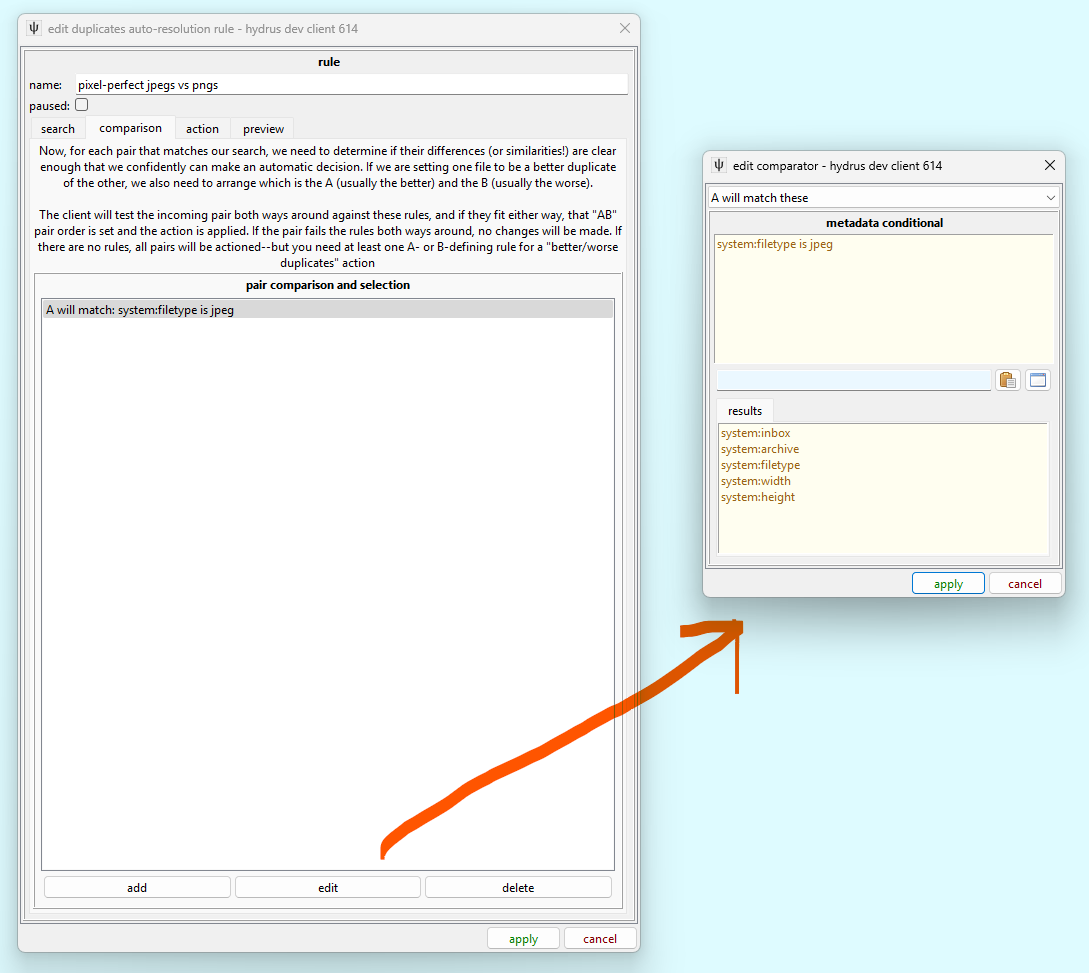 ψ edit duplicates auto-resolution rule - hydrus dev client 614
rule
name: pixel-perfect jpegs vs pngs
paused:
search comparison action preview
Now, for each pair that matches our search, we need to determine if their differences (or similarities!) are clear
enough that we confidently can make an automatic decision. If we are setting one file to be a better duplicate
of the other, we also need to arrange which is the A (usually the better) and the B (usually the worse).
The client will test the incoming pair both ways around against these rules, and if they fit either way, that "AB"
pair order is set and the action is applied. If the pair fails the rules both ways around, no changes will be made. If
there are no rules, all pairs will be actioned--but you need at least one A- or B-defining rule for a "better/worse
duplicates" action
pair comparison and selection
A will match: system:filetype is jpeg
add edit delete
apply cancel
ψ edit comparator - hydrus dev client 614
A will match these
metadata conditional
system:filetype is jpeg
results
system:inbox
system:archive
system:filetype
system:width
system:height
apply cancel